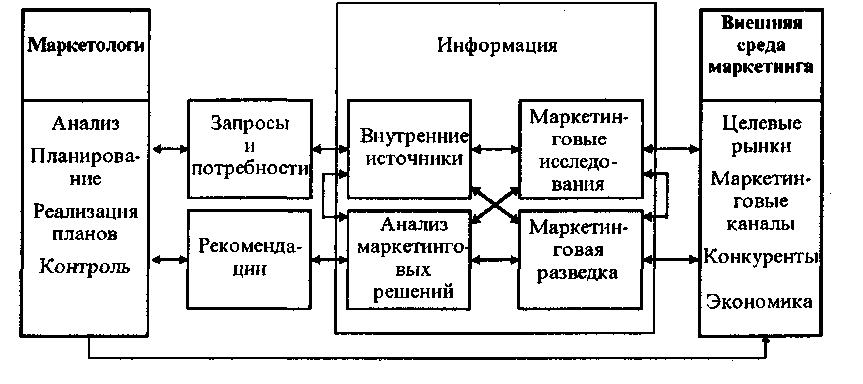 Маркетологи
Анализ
Планирова-
ние
Реализация
планов
Контроль
Запросы
и
потребности
Рекоменда-
ции
Информация
Внутренние
источники
Маркетин-
говые
исследо-
вания
Анализ
маркетинго-
вых
решений
Маркетин-
говая
разведка
Внешняя
среда
маркетинга
Целевые
рынки
Маркетин-
говые
каналы
Конкуренты
Экономика